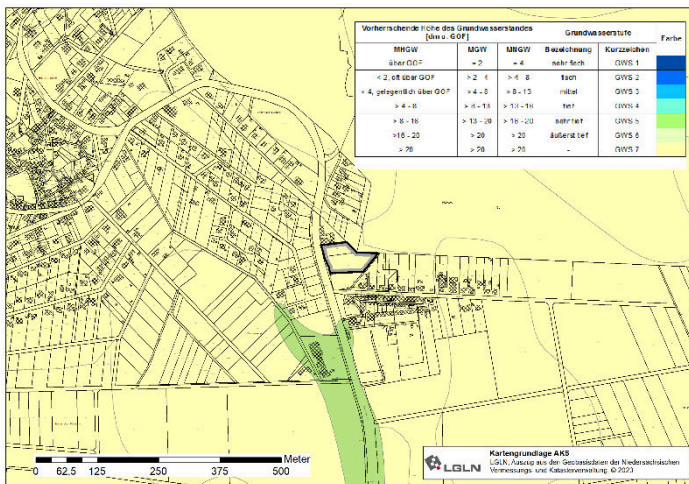 Vorherrschende Höhe des Grundwasserstandes
[dm u. GOF]
Grundwasserstufe
Farbe
MHGW MGW MNGW Bezeichnung Kurzzeichen
über GOF = 2 = 4 sehr flach GWS 1
< 2, oft über GOF > 2 - 4 > 4 - 8 flach GWS 2
< 4, gelegentlich über GOF > 4 - 8 > 8 - 13 mittel GWS 3
> 4 - 8 > 8 - 13 > 13 - 16 tief GWS 4
> 8 - 16 > 13 - 20 > 16 - 20 sehr tief GWS 5
>16 - 20 > 20 > 20 äußerst tief GWS 6
> 20 > 20 > 20 - GWS 7
Meter
0 62,5 125 250 375 500
LGLN
Kartengrundlage AK5
LGLN, Auszug aus den Geobasisdaten der Niedersächsischen
Vermessungs- und Katasterverwaltung, © 2023